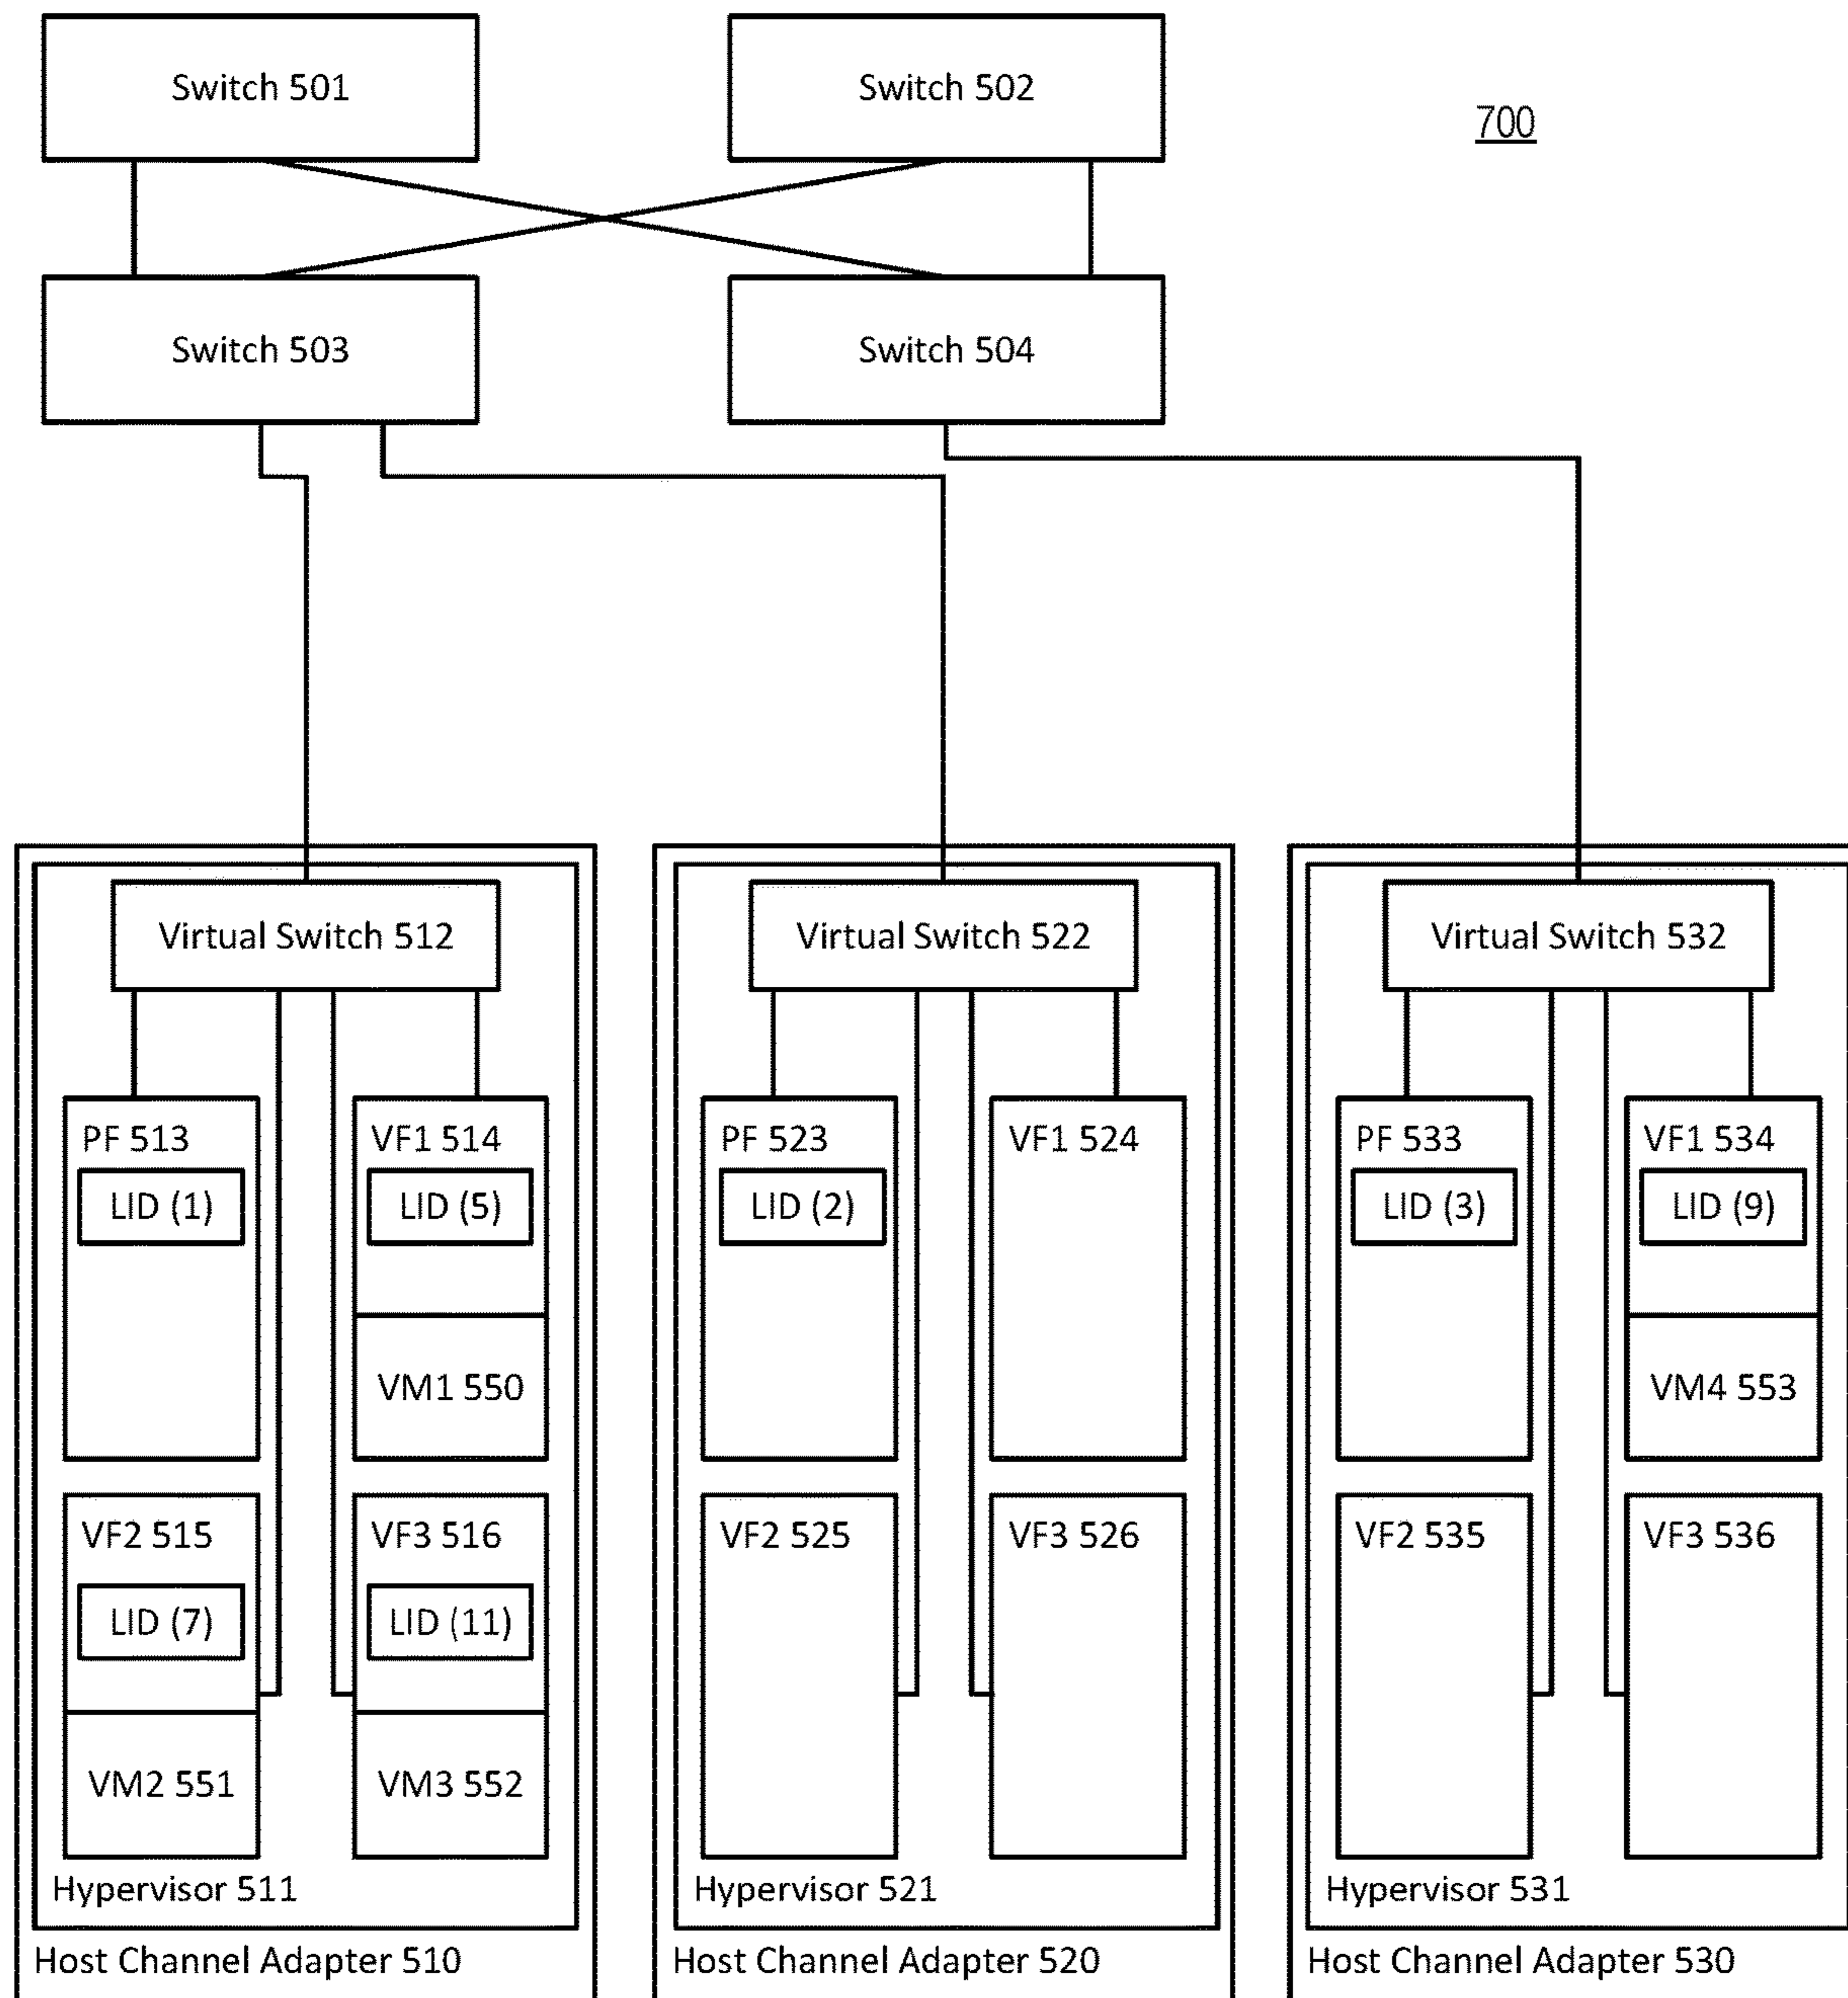 Switch 501
Switch 502
700
Switch 503
Switch 504
Virtual Switch 512
Virtual Switch 522
Virtual Switch 532
PF 513
LID (1)
VF1 514
LID (5)
VM1 550
VF2 515
LID (7)
VM2 551
VF3 516
LID (11)
VM3 552
Hypervisor 511
Host Channel Adapter 510
PF 523
LID (2)
VF1 524
VF2 525
VF3 526
Hypervisor 521
Host Channel Adapter 520
PF 533
LID (3)
VF1 534
LID (9)
VM4 553
VF2 535
VF3 536
Hypervisor 531
Host Channel Adapter 530